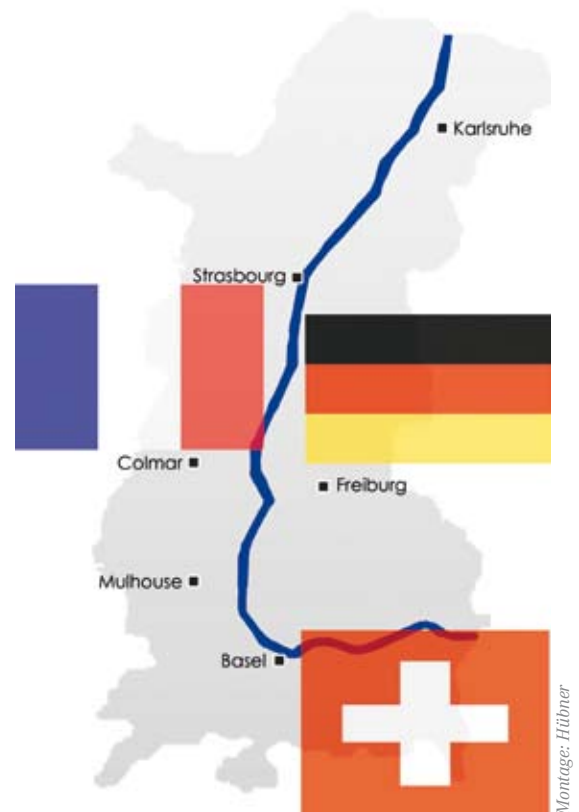 Karlsruhe
Strasbourg
Colmar
Freiburg
Mulhouse
Basel
Montage: Hübner